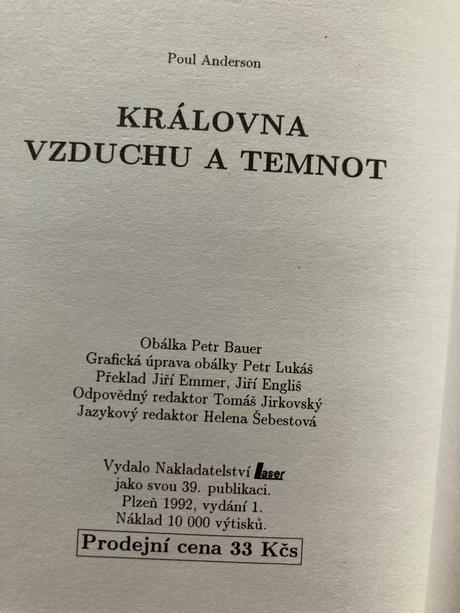 Poul Anderson
KRÁLOVNA
VZDUCHU A TEMNOT
Obálka Petr Bauer
Grafická úprava obálky Petr Lukáš
Překlad Jiří Emmer, Jiří Engliš
Odpovědný redaktor Tomáš Jirkovský
Jazykový redaktor Helena Šebestová
Vydalo Nakladatelství Laser
jako svou 39. publikaci.
Plzeň 1992, vydání 1.
Náklad 10 000 výtisků.
Prodejní cena 33 Kčs